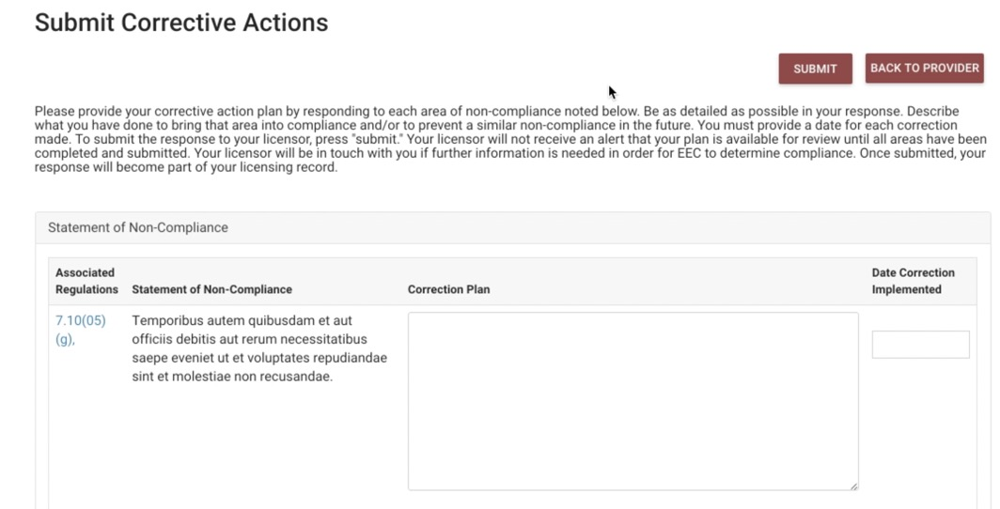 Submit Corrective Actions
SUBMIT
BACK TO PROVIDER
Please provide your corrective action plan by responding to each area of non-compliance noted below. Be as detailed as possible in your response. Describe
what you have done to bring that area into compliance and/or to prevent a similar non-compliance in the future. You must provide a date for each correction
made. To submit the response to your licensor, press "submit." Your licensor will not receive an alert that your plan is available for review until all areas have been
completed and submitted. Your licensor will be in touch with you if further information is needed in order for EEC to determine compliance. Once submitted, your
response will become part of your licensing record.
Statement of Non-Compliance
Associated
Regulations
Statement of Non-Compliance
Correction Plan
Date Correction
Implemented
7.10(05)
(g),
Temporibus autem quibusdam et aut
officiis debitis aut rerum necessitatibus
saepe eveniet ut et voluptates repudiandae
sint et molestiae non recusandae.